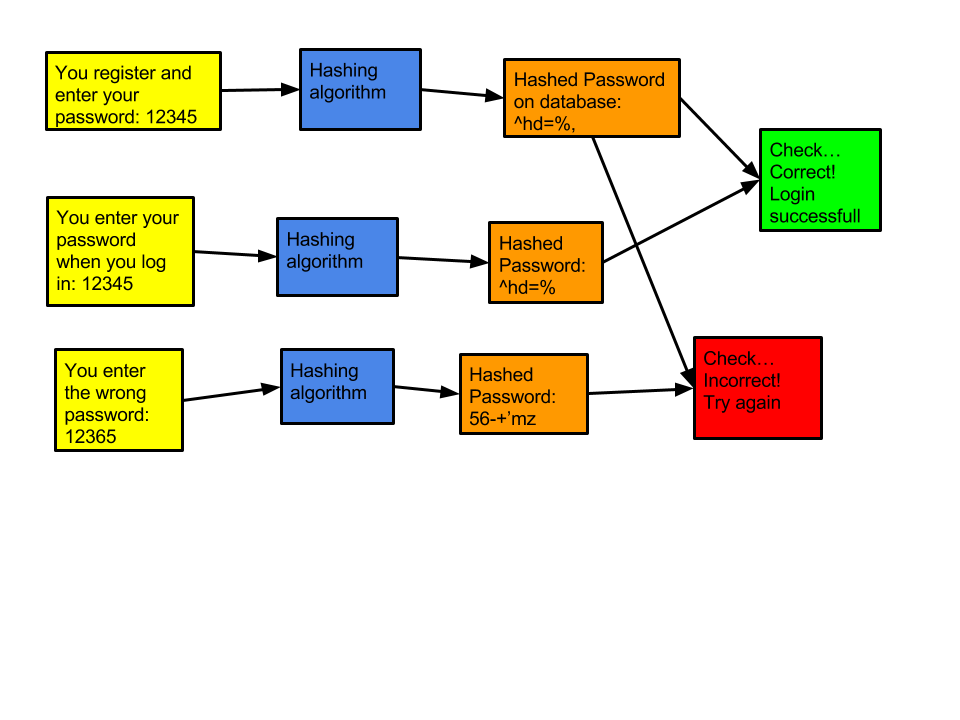 You register and
enter your
password: 12345
Hashing
algorithm
Hashed Password
on database:
^hd=%,
Check…
Correct!
Login
successfull
You enter your
password
when you log
in: 12345
Hashing
algorithm
Hashed
Password:
^hd=%
You enter
the wrong
password:
12365
Hashing
algorithm
Hashed
Password:
56-+’mz
Check…
Incorrect!
Try again